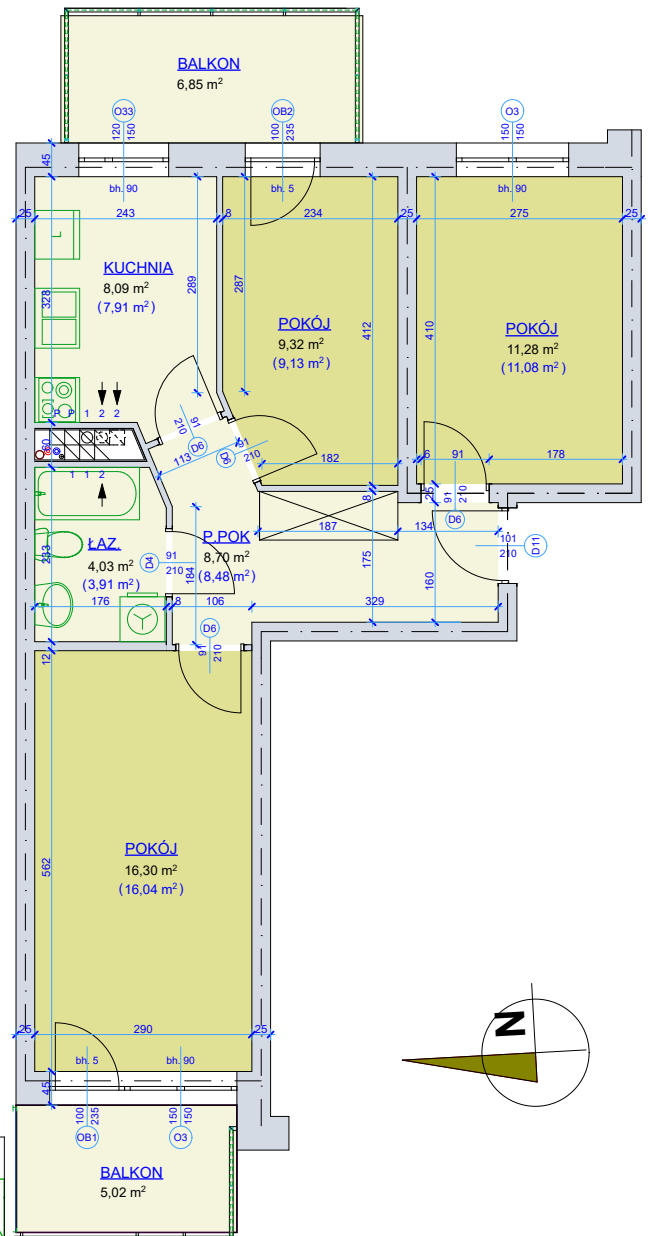 BALKON
6,85 m²
O33
120
150
OB2
100
235
O3
150
150
45
bh. 90
bh. 5
bh. 90
25
243
8
234
25
275
25
KUCHNIA
8,09 m²
(7,91 m²)
L
328
289
287
412
410
POKÓJ
9,32 m²
(9,13 m²)
POKÓJ
11,28 m²
(11,08 m²)
P P 1 2 2
60
91
210
D6
113
91
210
D6
182
6
91
178
25
91
210
D6
1 1 2
ŁAZ.
4,03 m²
(3,91 m²)
233
176
D4
91
210
184
P.POK
8,70 m²
(8,48 m²)
187
8
134
175
160
101
210
D11
8
106
329
D6
91
210
12
562
POKÓJ
16,30 m²
(16,04 m²)
25
290
25
bh. 5
bh. 90
45
100
235
OB1
150
150
O3
BALKON
5,02 m²
N